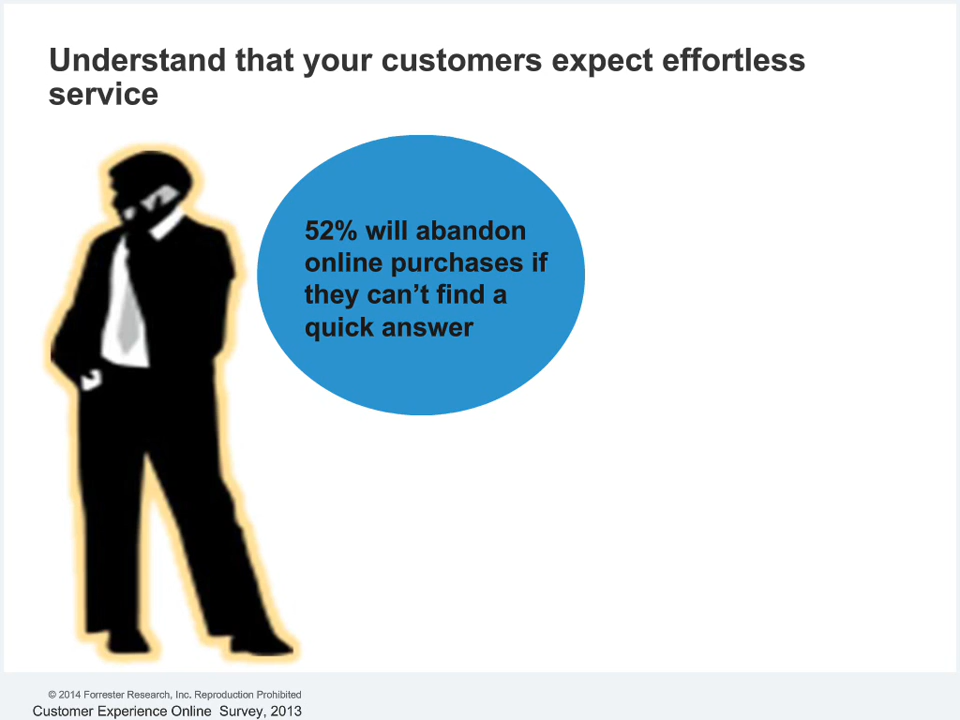 Understand that your customers expect effortless
service
52% will abandon
online purchases if
they can’t find a
quick answer
© 2014 Forrester Research, Inc. Reproduction Prohibited
Customer Experience Online  Survey, 2013